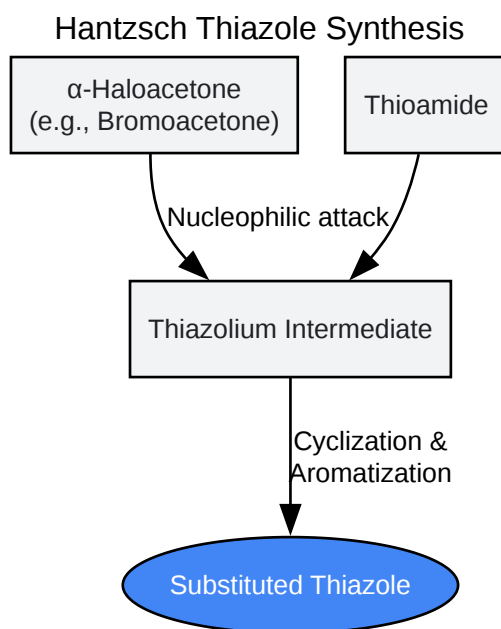 Hantzsch Thiazole Synthesis
α-Haloacetone
(e.g., Bromoacetone)
Thioamide
Nucleophilic attack
Thiazolium Intermediate
Cyclization &
Aromatization
Substituted Thiazole